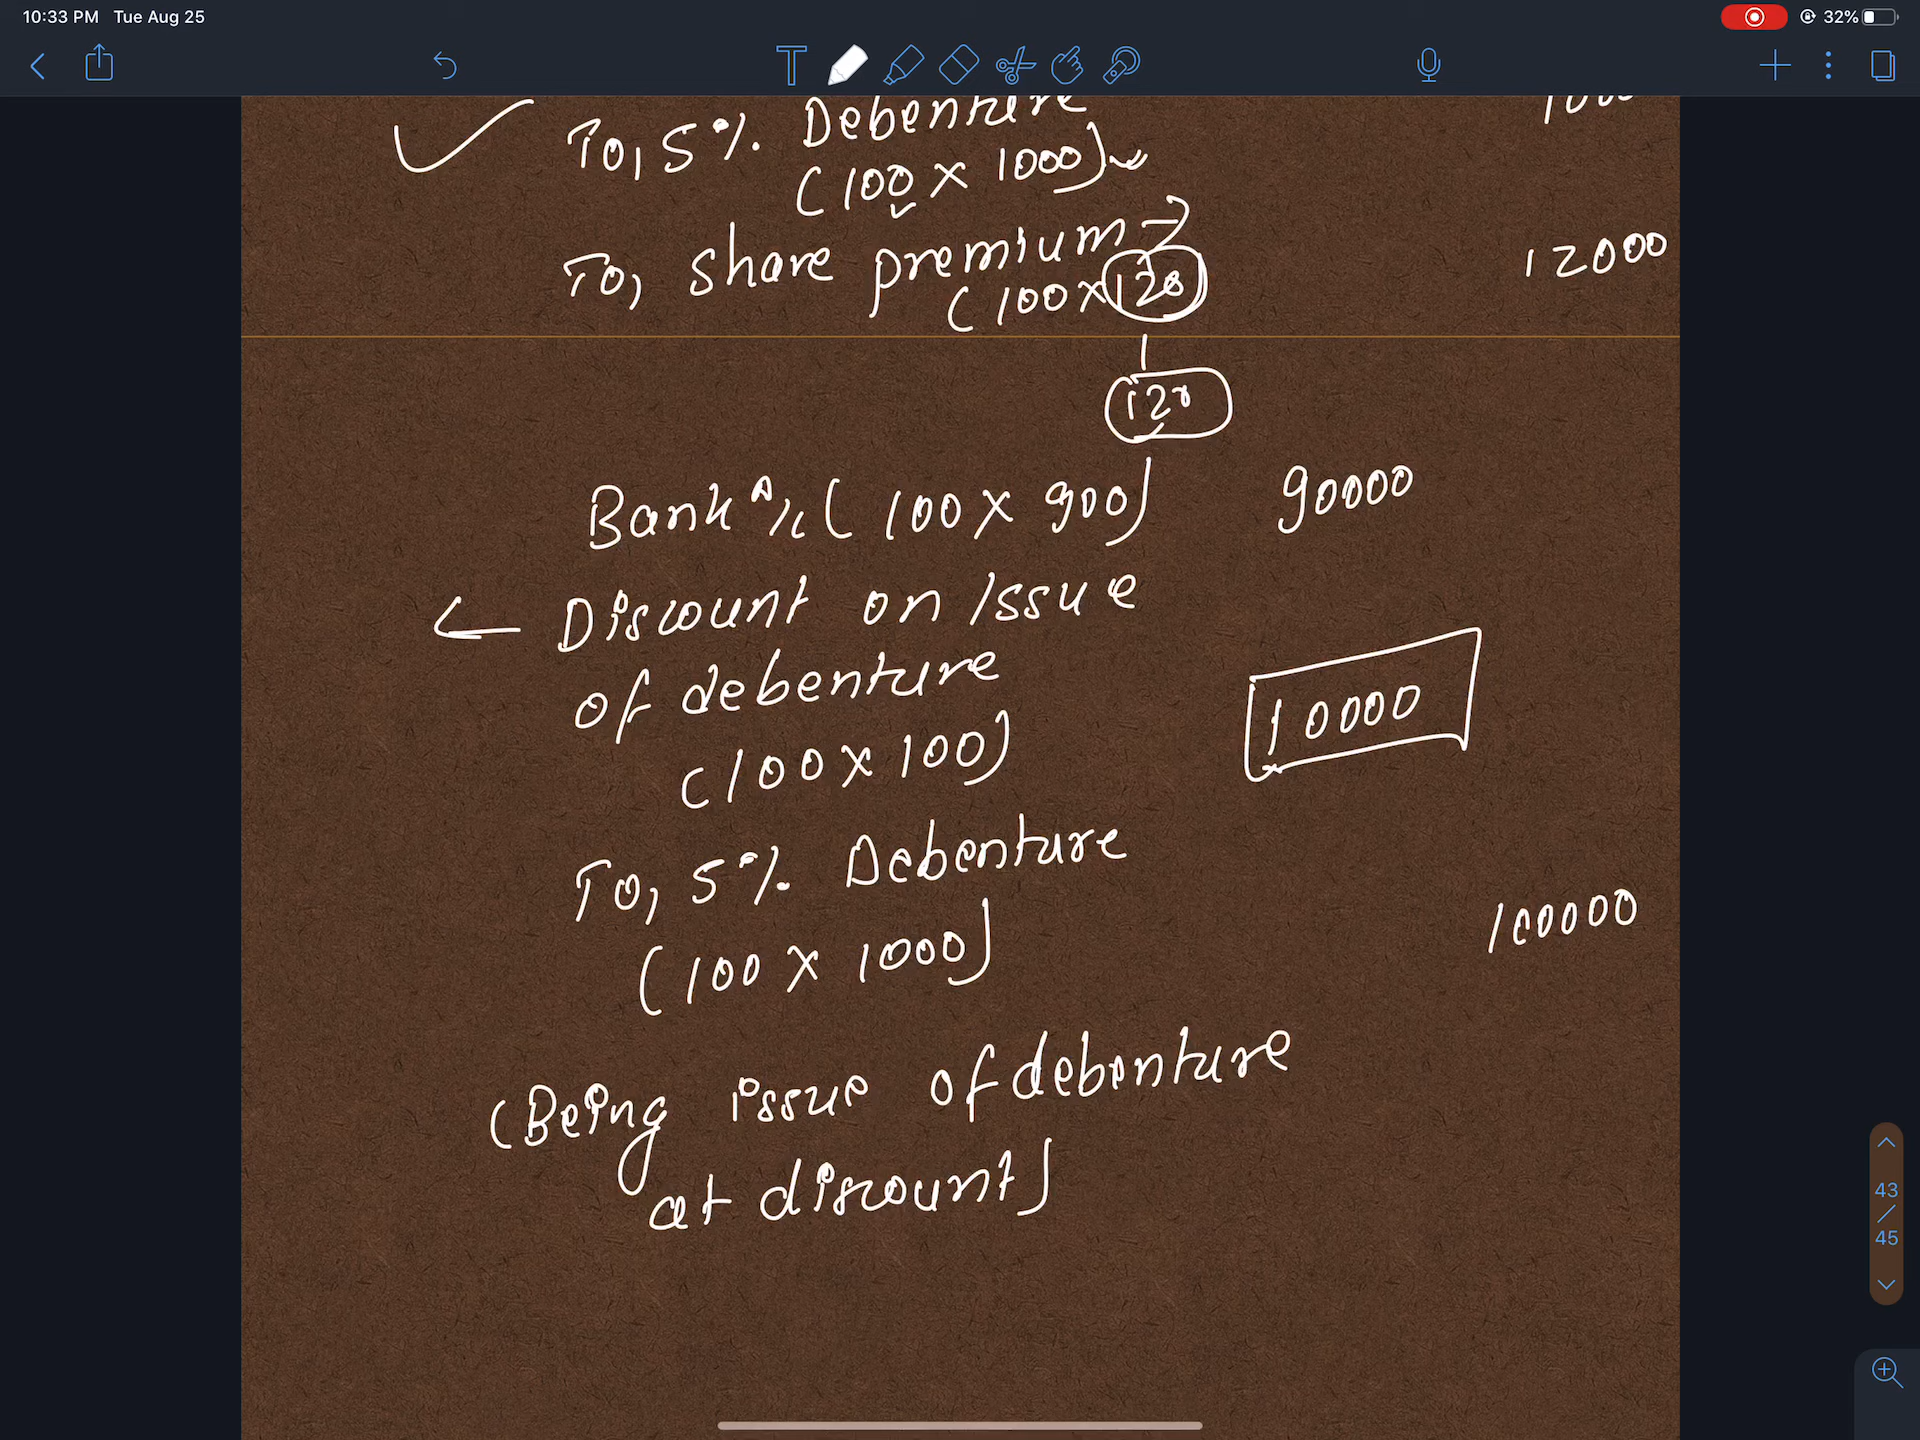 10:33 PM Tue Aug 25
32%
To, 5% Debenture
(100 × 1000)
To, share premium
12000
(100×120)
120
Bank A/c (100 × 900) 90000
Discount on Issue
of debenture
10000
(100 × 100)
To, 5% Debenture
100000
(100 × 1000)
(Being issue of debenture
at discount)
43
/
45